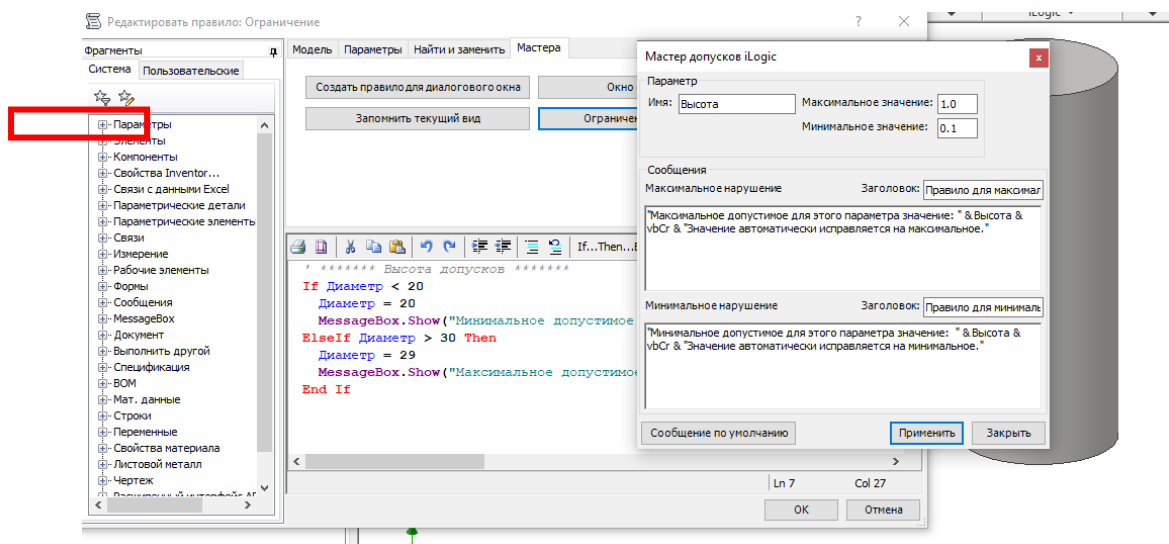 Редактировать правило: Ограничение
? ×
iLogic
Фрагменты
Система Пользовательские
Параметры
Элементы
Компоненты
Свойства Inventor...
Связи с данными Excel
Параметрические детали
Параметрические элементы
Связи
Измерение
Рабочие элементы
Формы
Сообщения
MessageBox
Документ
Выполнить другой
Спецификация
BOM
Мат. данные
Строки
Переменные
Свойства материала
Листовой металл
Чертеж
Модель Параметры Найти и заменить Мастера
Создать правило для диалогового окна
Окно
Запомнить текущий вид
Ограничен
If...Then...E
' ******* Высота допусков *******
If Диаметр < 20
Диаметр = 20
MessageBox.Show("Минимальное допустимое
ElseIf Диаметр > 30 Then
Диаметр = 29
MessageBox.Show("Максимальное допустимое
End If
Ln 7 Col 27
OK Отмена
Мастер допусков iLogic
x
Параметр
Имя: Высота Максимальное значение: 1.0
Минимальное значение: 0.1
Сообщения
Максимальное нарушение Заголовок: Правило для максимал
"Максимальное допустимое для этого параметра значение: " & Высота &
vbCr & "Значение автоматически исправляется на максимальное."
Минимальное нарушение Заголовок: Правило для минималь
"Минимальное допустимое для этого параметра значение: " & Высота &
vbCr & "Значение автоматически исправляется на минимальное."
Сообщение по умолчанию Применить Закрыть